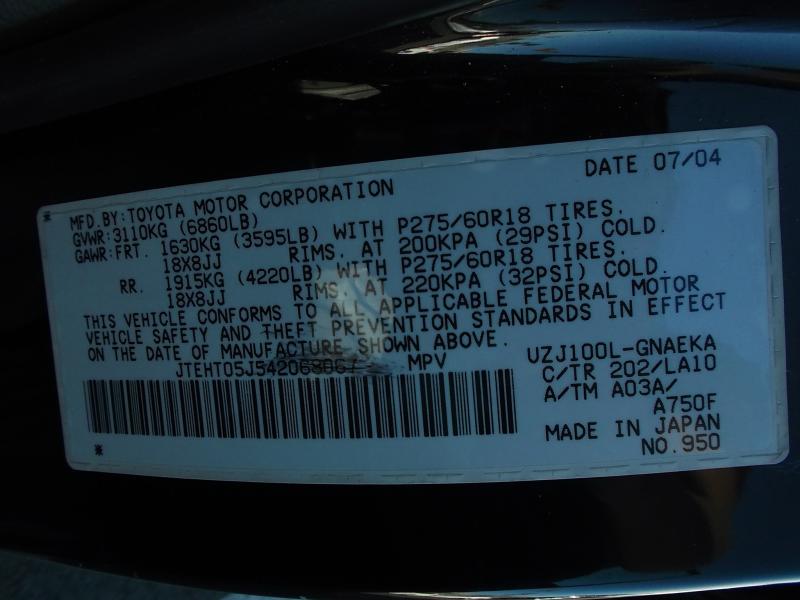 DATE 07/04
MFD.BY:TOYOTA MOTOR CORPORATION
GVWR:3110KG (6860LB)
GAWR:FRT. 1630KG (3595LB) WITH P275/60R18 TIRES.
18X8JJ RIMS. AT 200KPA (29PSI) COLD.
RR. 1915KG (4220LB) WITH P275/60R18 TIRES.
18X8JJ RIMS. AT 220KPA (32PSI) COLD.
THIS VEHICLE CONFORMS TO ALL APPLICABLE FEDERAL MOTOR
VEHICLE SAFETY AND THEFT PREVENTION STANDARDS IN EFFECT
ON THE DATE OF MANUFACTURE SHOWN ABOVE.
JTEHT05J542068067 MPV
UZJ100L-GNAEKA
C/TR 202/LA10
A/TM A03A/
A750F
MADE IN JAPAN
NO.950